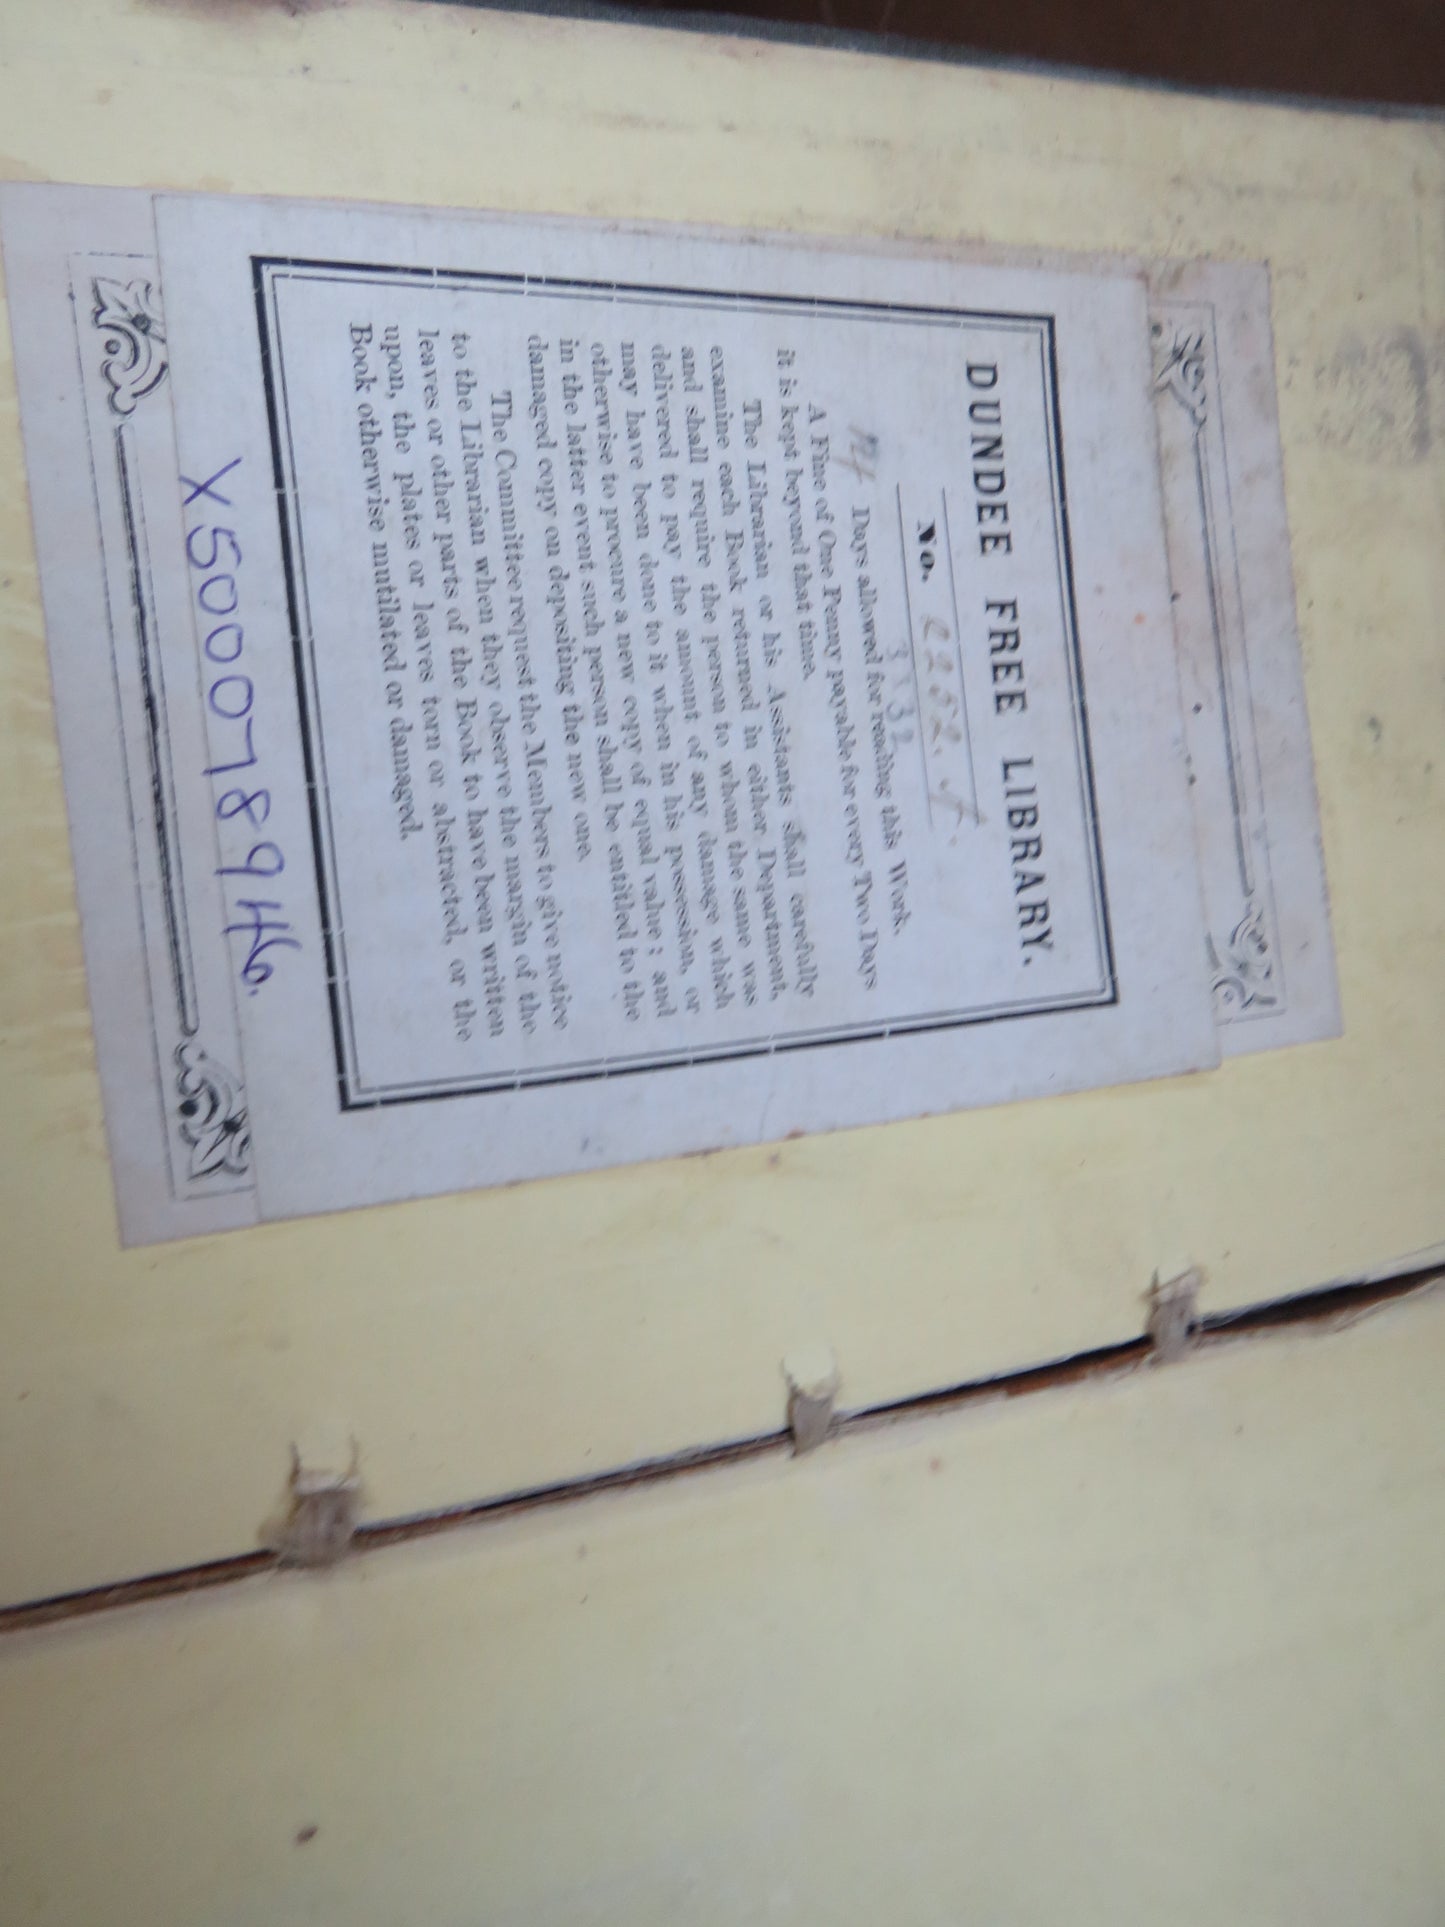 DUNDEE FREE LIBRARY.
No. 2252. A.
3332
14 Days allowed for reading this Work.
A Fine of One Penny payable for every Two Days
it is kept beyond that time.
The Librarian or his Assistants shall carefully
examine each Book returned in either Department,
and shall require the person to whom the same was
delivered to pay the amount of any damage which
may have been done to it when in his possession, or
otherwise to procure a new copy of equal value; and
in the latter event such person shall be entitled to the
damaged copy on depositing the new one.
The Committee request the Members to give notice
to the Librarian when they observe the margin of the
leaves or other parts of the Book to have been written
upon, the plates or leaves torn or abstracted, or the
Book otherwise mutilated or damaged.
X500078946.